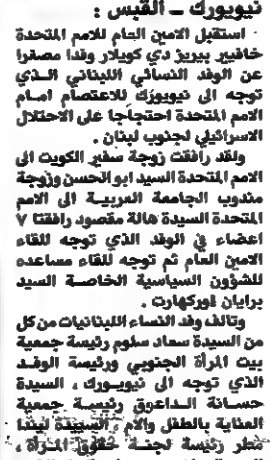 نيويورك ــ القبس :
استقبل الامين العام للامم المتحدة
خافيير بيريز دي كويلار وفدا مصغرا
عن الوفد النسائي اللبناني الذي
توجه الى نيويورك للاعتصام امام
الامم المتحدة احتجاجا على الاحتلال
الاسرائيلي لجنوب لبنان .
ولقد رافقت زوجة سفير الكويت الى
الامم المتحدة السيد ابو الحسن وزوجة
مندوب الجامعة العربية الى الامم
المتحدة السيدة هالة مقصود رافقتا ٧
اعضاء في الوفد الذي توجه للقاء
الامين العام ثم توجه للقاء مساعده
للشؤون السياسية الخاصة السيد
برايان اوركهارت .
وتالف وفد النساء اللبنانيات من كل
من السيدة سعاد سلوم رئيسة جمعية
بيت المرأة الجنوبي ورئيسة الوفد
الذي توجه الى نيويورك ، السيدة
حسانة الداعوق رئيسة جمعية
العناية بالطفل والام ، السيدة ليندا
مطر رئيسة لجنة حقوق المرأة ،